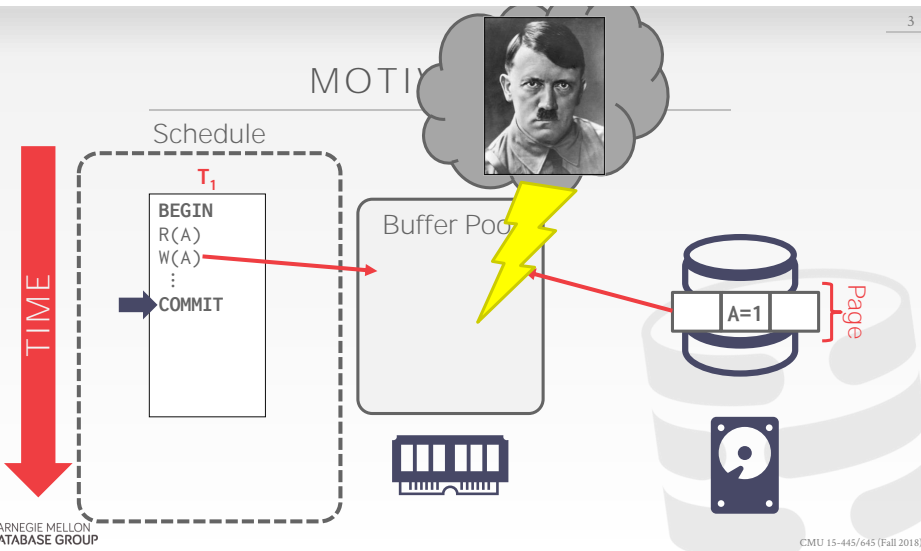 3
MOTI
Schedule
TIME
T1
BEGIN
R(A)
W(A)
⋮
COMMIT
Buffer Poo
A=1
Page
ARNEGIE MELLON
ATABASE GROUP
CMU 15-445/645 (Fall 2018)